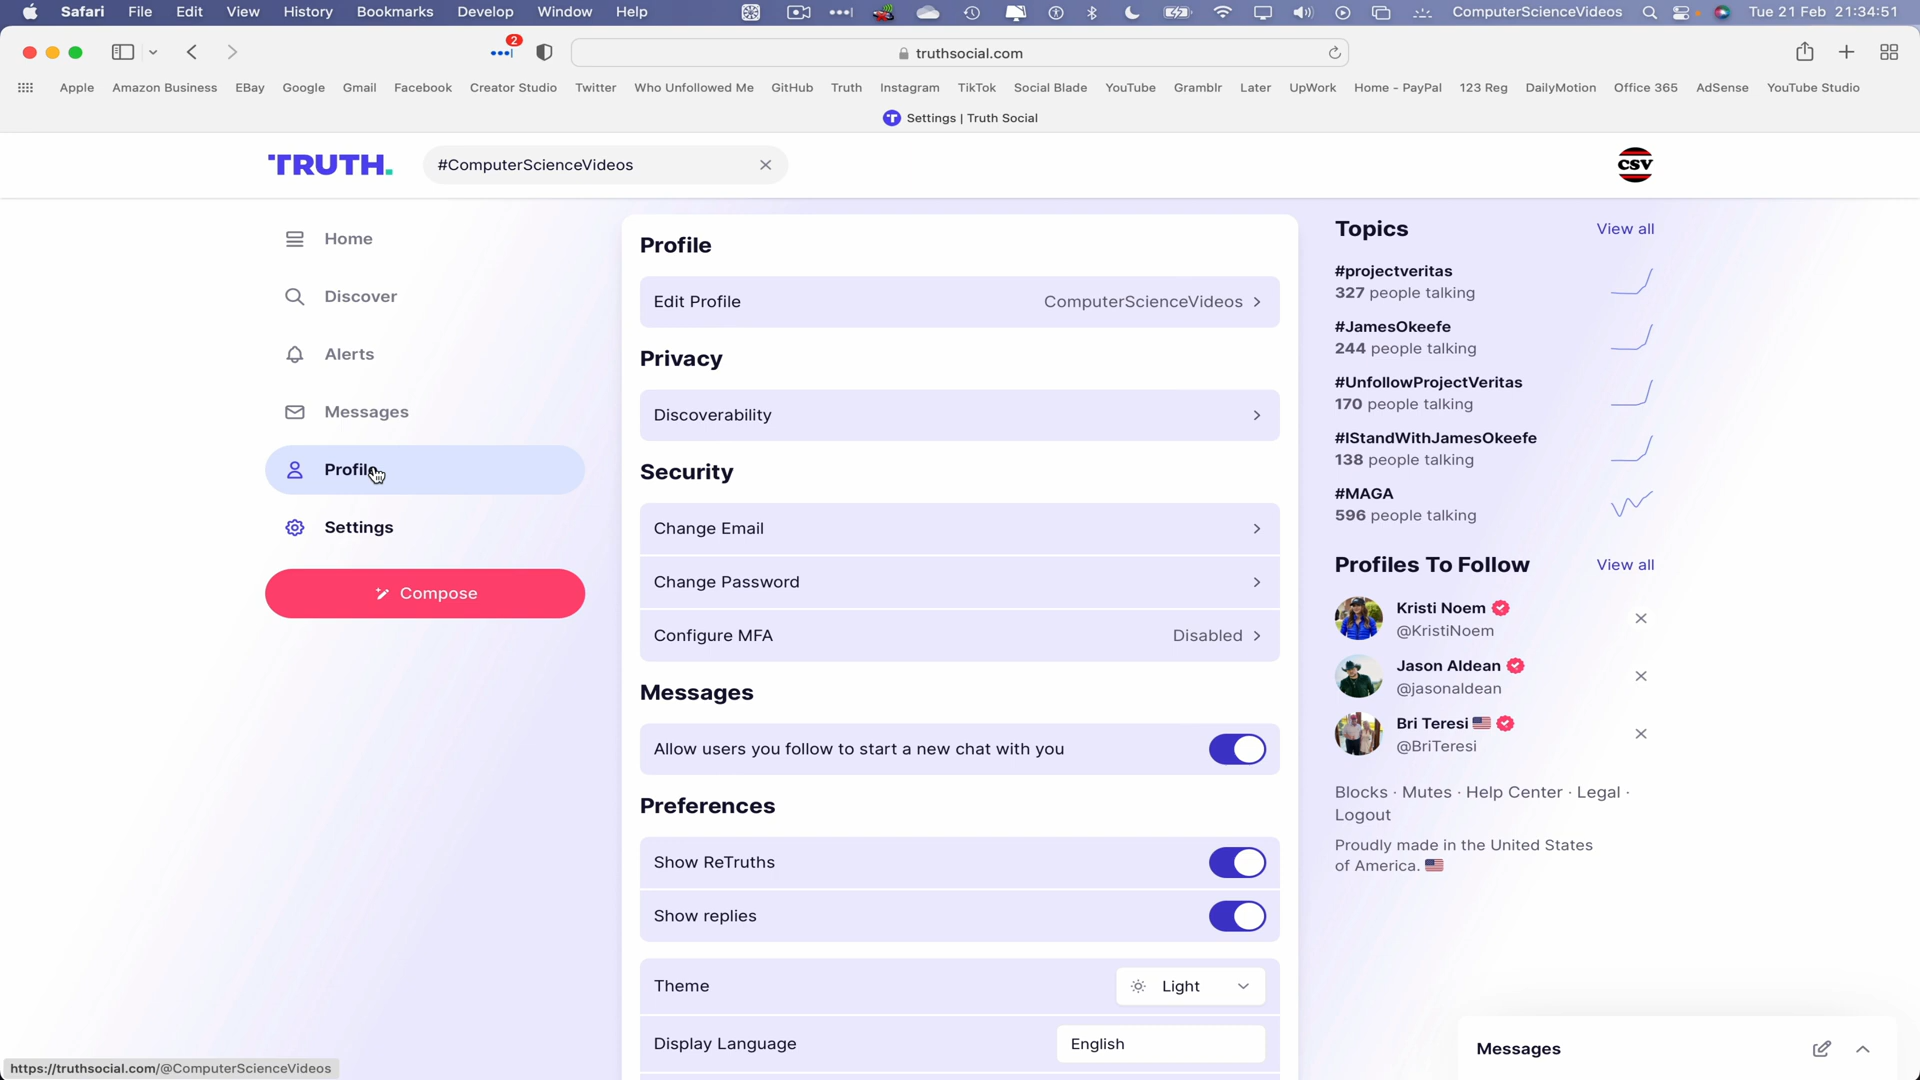 Safari File Edit View History Bookmarks Develop Window Help ComputerScienceVideos Tue 21 Feb 21:34:51
2
truthsocial.com
Apple Amazon Business EBay Google Gmail Facebook Creator Studio Twitter Who Unfollowed Me GitHub Truth Instagram TikTok Social Blade YouTube Gramblr Later UpWork Home - PayPal 123 Reg DailyMotion Office 365 AdSense YouTube Studio
Settings | Truth Social
TRUTH.
#ComputerScienceVideos
CSV
Home
Discover
Alerts
Messages
Profile
Settings
Compose
Profile
Edit Profile ComputerScienceVideos
Privacy
Discoverability
Security
Change Email
Change Password
Configure MFA Disabled
Messages
Allow users you follow to start a new chat with you
Preferences
Show ReTruths
Show replies
Theme Light
Display Language English
Topics View all
#projectveritas
327 people talking
#JamesOkeefe
244 people talking
#UnfollowProjectVeritas
170 people talking
#IStandWithJamesOkeefe
138 people talking
#MAGA
596 people talking
Profiles To Follow View all
Kristi Noem
@KristiNoem
Jason Aldean
@jasonaldean
Bri Teresi
@BriTeresi
Blocks · Mutes · Help Center · Legal ·
Logout
Proudly made in the United States
of America.
Messages
https://truthsocial.com/@ComputerScienceVideos